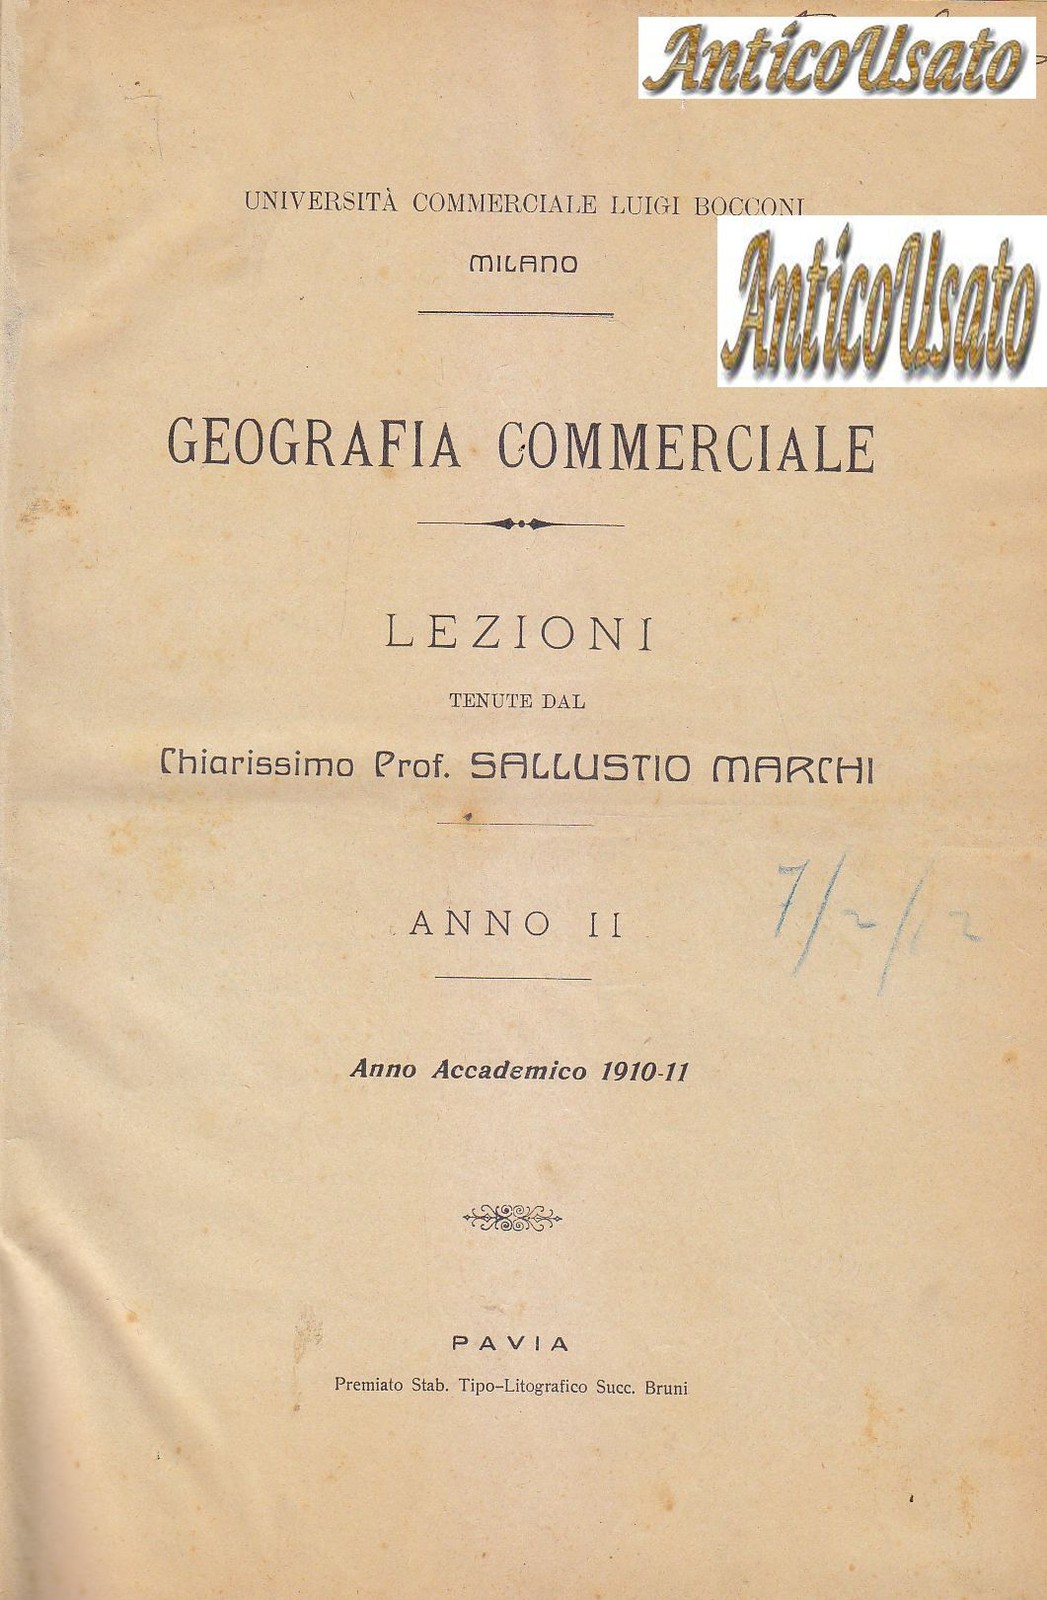 AnticoUsato
UNIVERSITÀ COMMERCIALE LUIGI BOCCONI
MILANO
AnticoUsato
GEOGRAFIA COMMERCIALE
LEZIONI
TENUTE DAL
Chiarissimo Prof. SALLUSTIO MARCHI
ANNO II
7/2/12
Anno Accademico 1910-11
PAVIA
Premiato Stab. Tipo-Litografico Succ. Bruni